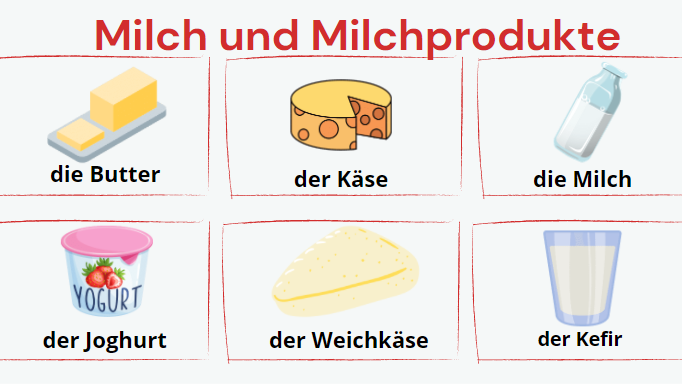 Milch und Milchprodukte
die Butter
der Käse
die Milch
YOGURT
der Joghurt
der Weichkäse
der Kefir